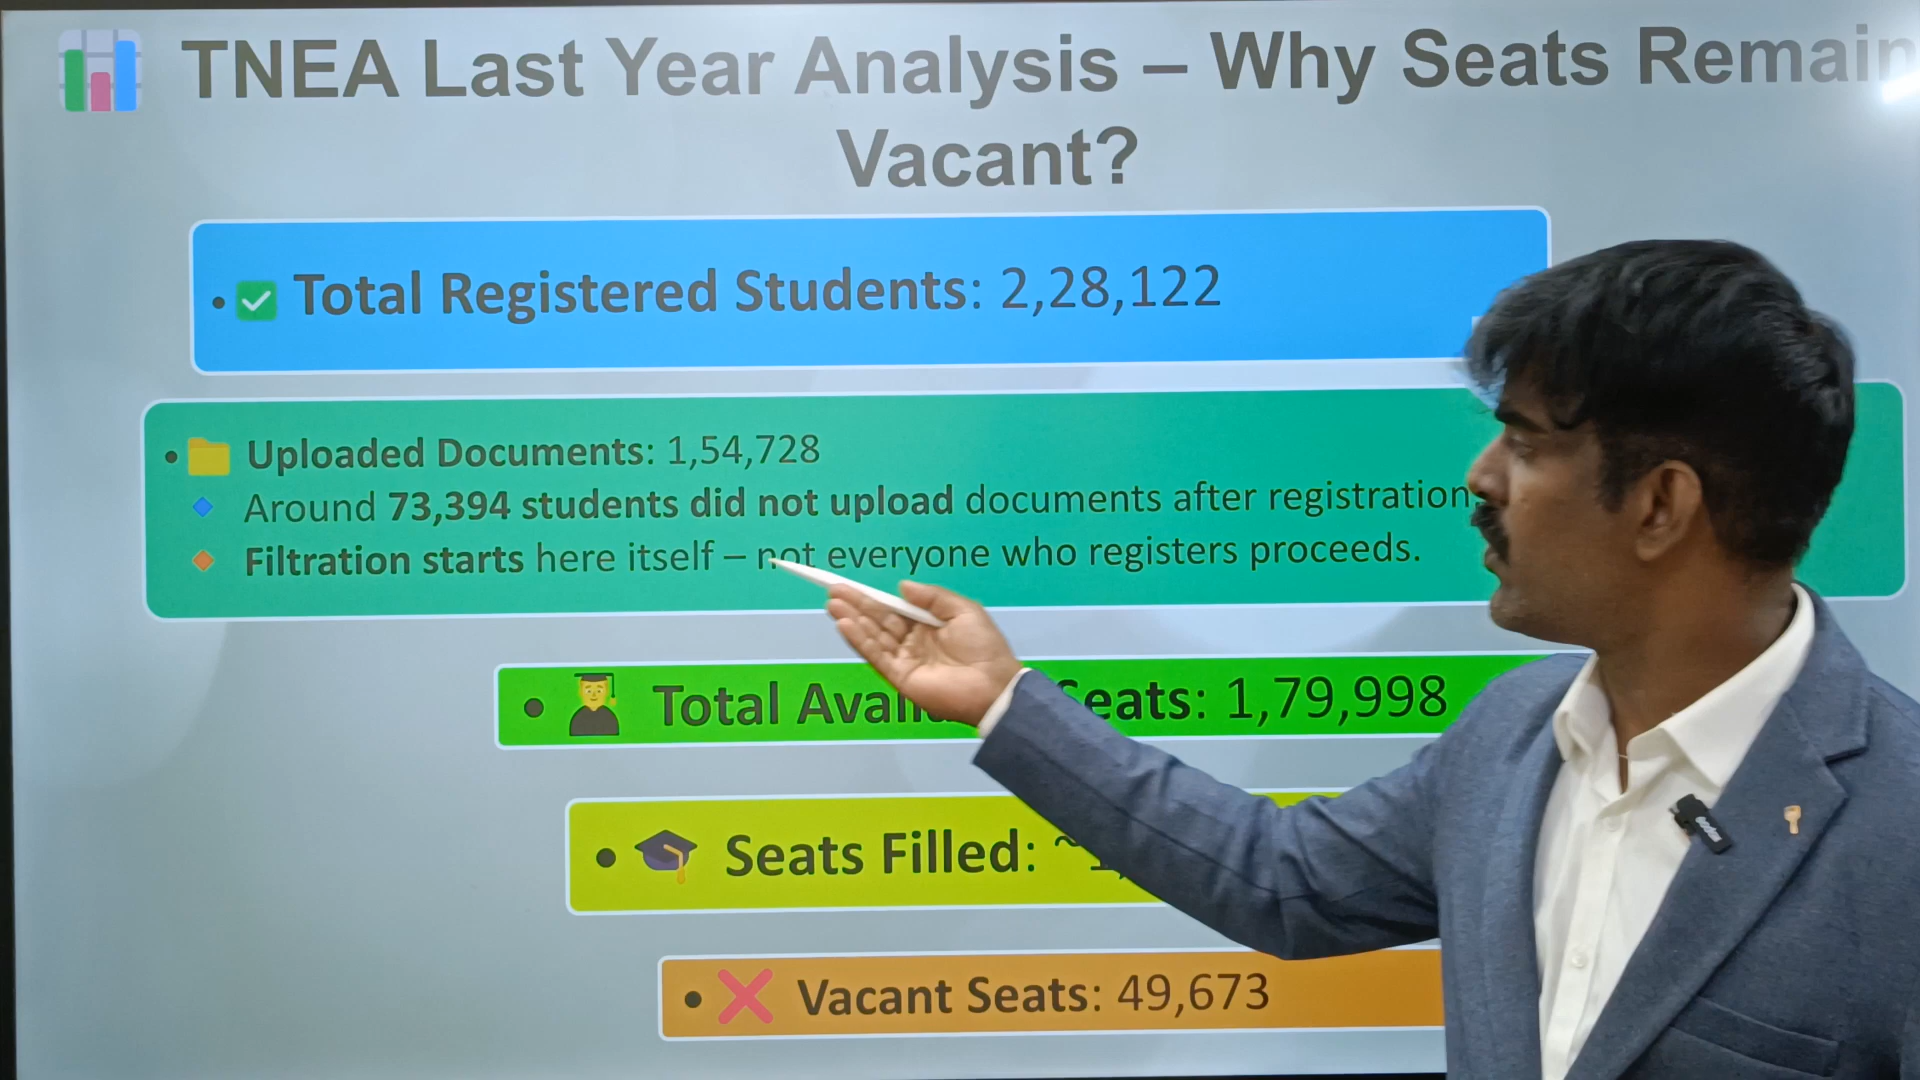 TNEA Last Year Analysis – Why Seats Remain
Vacant?
• ✅ Total Registered Students: 2,28,122
• Uploaded Documents: 1,54,728
Around 73,394 students did not upload documents after registration.
Filtration starts here itself – not everyone who registers proceeds.
• Total Seats: 1,79,998
• Seats Filled:
• ❌ Vacant Seats: 49,673